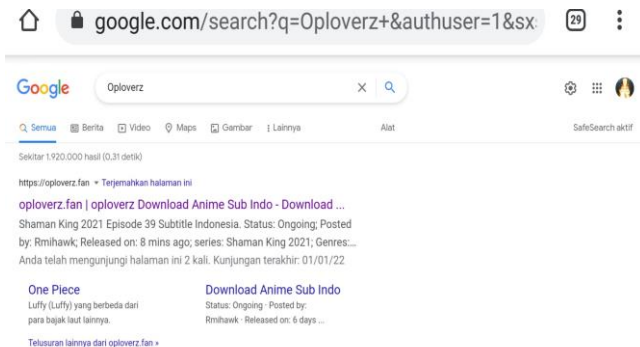 google.com/search?q=Oploverz+&authuser=1&sx
29
Google
Oploverz
Semua Berita Video Maps Gambar Lainnya Alat SafeSearch aktif
Sekitar 1.920.000 hasil (0,31 detik)
https://oploverz.fan Terjemahkan halaman ini
oploverz.fan | oploverz Download Anime Sub Indo - Download ...
Shaman King 2021 Episode 39 Subtitle Indonesia. Status: Ongoing; Posted
by: Rmihawk; Released on: 8 mins ago; series: Shaman King 2021; Genres:...
Anda telah mengunjungi halaman ini 2 kali. Kunjungan terakhir: 01/01/22
One Piece
Luffy (Luffy) yang berbeda dari
para bajak laut lainnya.
Download Anime Sub Indo
Status: Ongoing · Posted by:
Rmihawk · Released on: 6 days ...
Telusuran lainnya dari oploverz.fan »